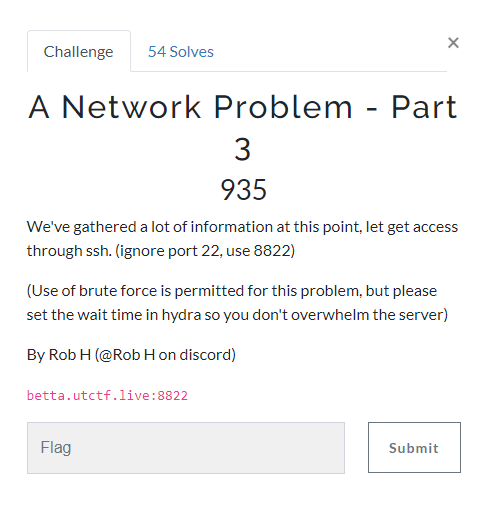 Challenge
54 Solves
×
A Network Problem - Part
3
935
We've gathered a lot of information at this point, let get access
through ssh. (ignore port 22, use 8822)
(Use of brute force is permitted for this problem, but please
set the wait time in hydra so you don't overwhelm the server)
By Rob H (@Rob H on discord)
betta.utctf.live:8822
Flag
Submit